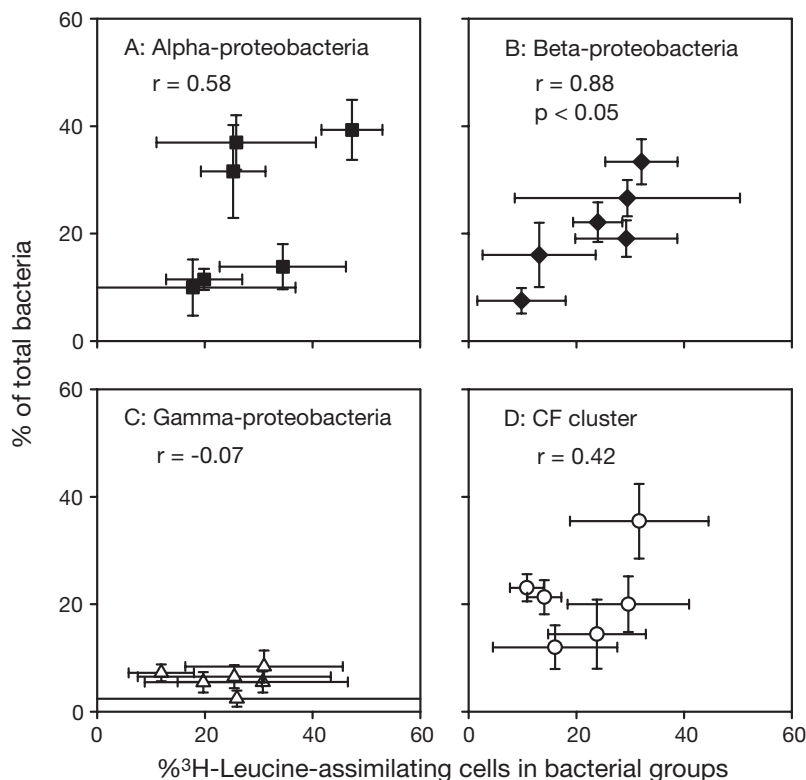 60
A: Alpha-proteobacteria
r = 0.58
40
20
0
B: Beta-proteobacteria
r = 0.88
p < 0.05
60
C: Gamma-proteobacteria
r = -0.07
40
20
0
0 20 40 60
D: CF cluster
r = 0.42
0 20 40 60
% of total bacteria
%³H-Leucine-assimilating cells in bacterial groups